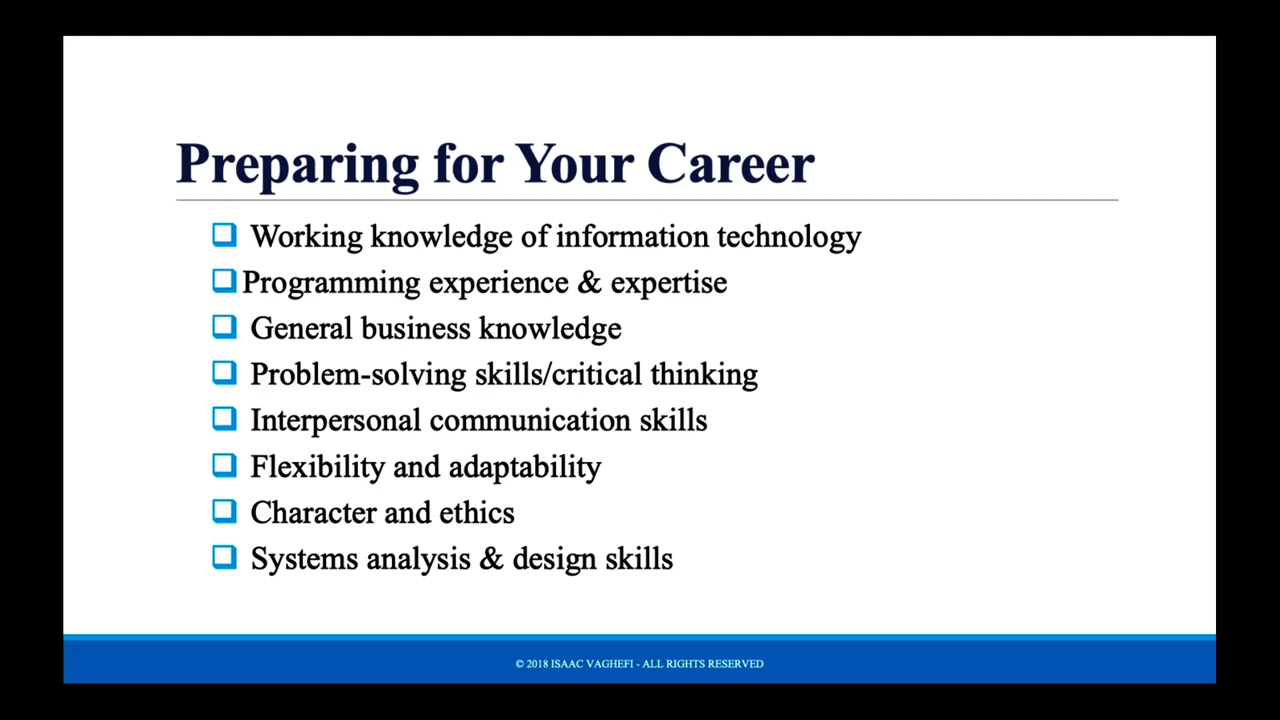 Preparing for Your Career
Working knowledge of information technology
Programming experience & expertise
General business knowledge
Problem-solving skills/critical thinking
Interpersonal communication skills
Flexibility and adaptability
Character and ethics
Systems analysis & design skills
© 2018 ISAAC VAGHEFI - ALL RIGHTS RESERVED